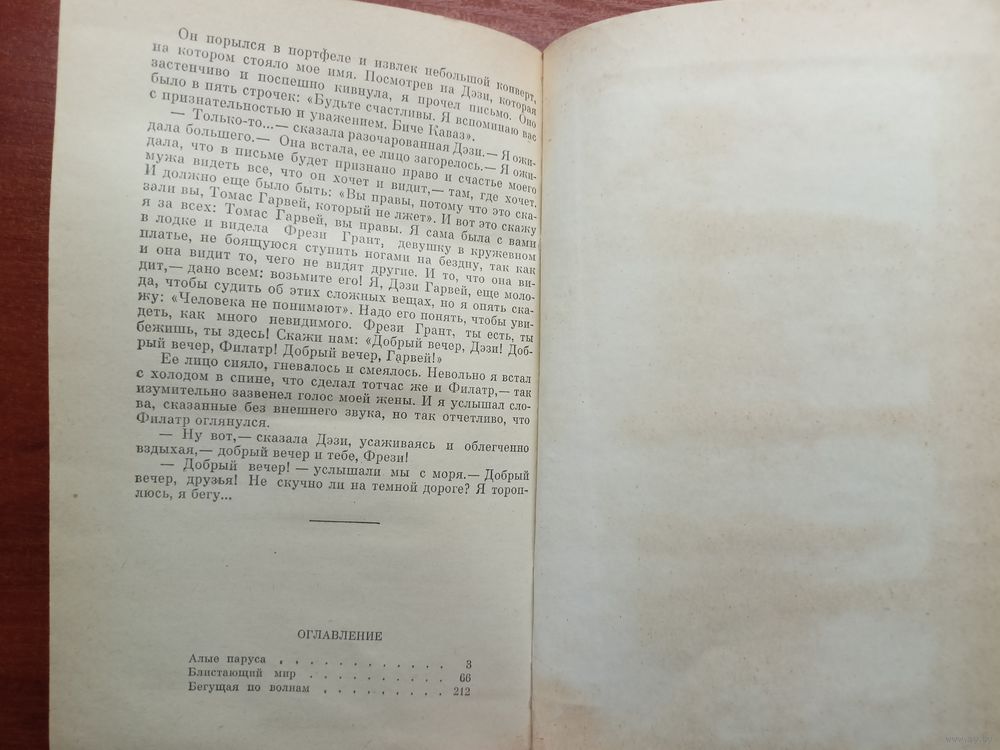 Он порылся в портфеле и извлек небольшой конверт,
на котором стояло мое имя. Посмотрев на Дэзи, которая
застенчиво и поспешно кивнула, я прочел письмо. Оно
было в пять строчек: «Будьте счастливы. Я вспоминаю вас
с признательностью и уважением. Биче Каваз».
— Только-то...— сказала разочарованная Дэзи.— Я ожи-
дала большего.— Она встала, ее лицо загорелось.— Я ожи-
дала, что в письме будет признано право и счастье моего
мужа видеть все, что он хочет и видит,— там, где хочет.
И должно еще было быть: «Вы правы, потому что это ска-
зали вы, Томас Гарвей, который не лжет». И вот это скажу
я за всех: Томас Гарвей, вы правы. Я сама была с вами
в лодке и видела Фрези Грант, девушку в кружевном
платье, не боящуюся ступить ногами на бездну, так как
и она видит то, чего не видят другие. И то, что она ви-
дит,— дано всем: возьмите его! Я, Дэзи Гарвей, еще моло-
да, чтобы судить об этих сложных вещах, но я опять ска-
жу: «Человека не понимают». Надо его понять, чтобы уви-
деть, как много невидимого. Фрези Грант, ты есть, ты
бежишь, ты здесь! Скажи нам: «Добрый вечер, Дэзи! Доб-
рый вечер, Филатр! Добрый вечер, Гарвей!»
Ее лицо сияло, гневалось и смеялось. Невольно я встал
с холодом в спине, что сделал тотчас же и Филатр,— так
изумительно зазвенел голос моей жены. И я услышал сло-
ва, сказанные без внешнего звука, но так отчетливо, что
Филатр оглянулся.
— Ну вот,— сказала Дэзи, усаживаясь и облегченно
вздыхая,— добрый вечер и тебе, Фрези!
— Добрый вечер! — услышали мы с моря.— Добрый
вечер, друзья! Не скучно ли на темной дороге? Я тороп-
люсь, я бегу...
ОГЛАВЛЕНИЕ
Алые паруса . . . . . . . . . . . . 3
Блистающий мир . . . . . . . . . . 66
Бегущая по волнам . . . . . . . . . 212